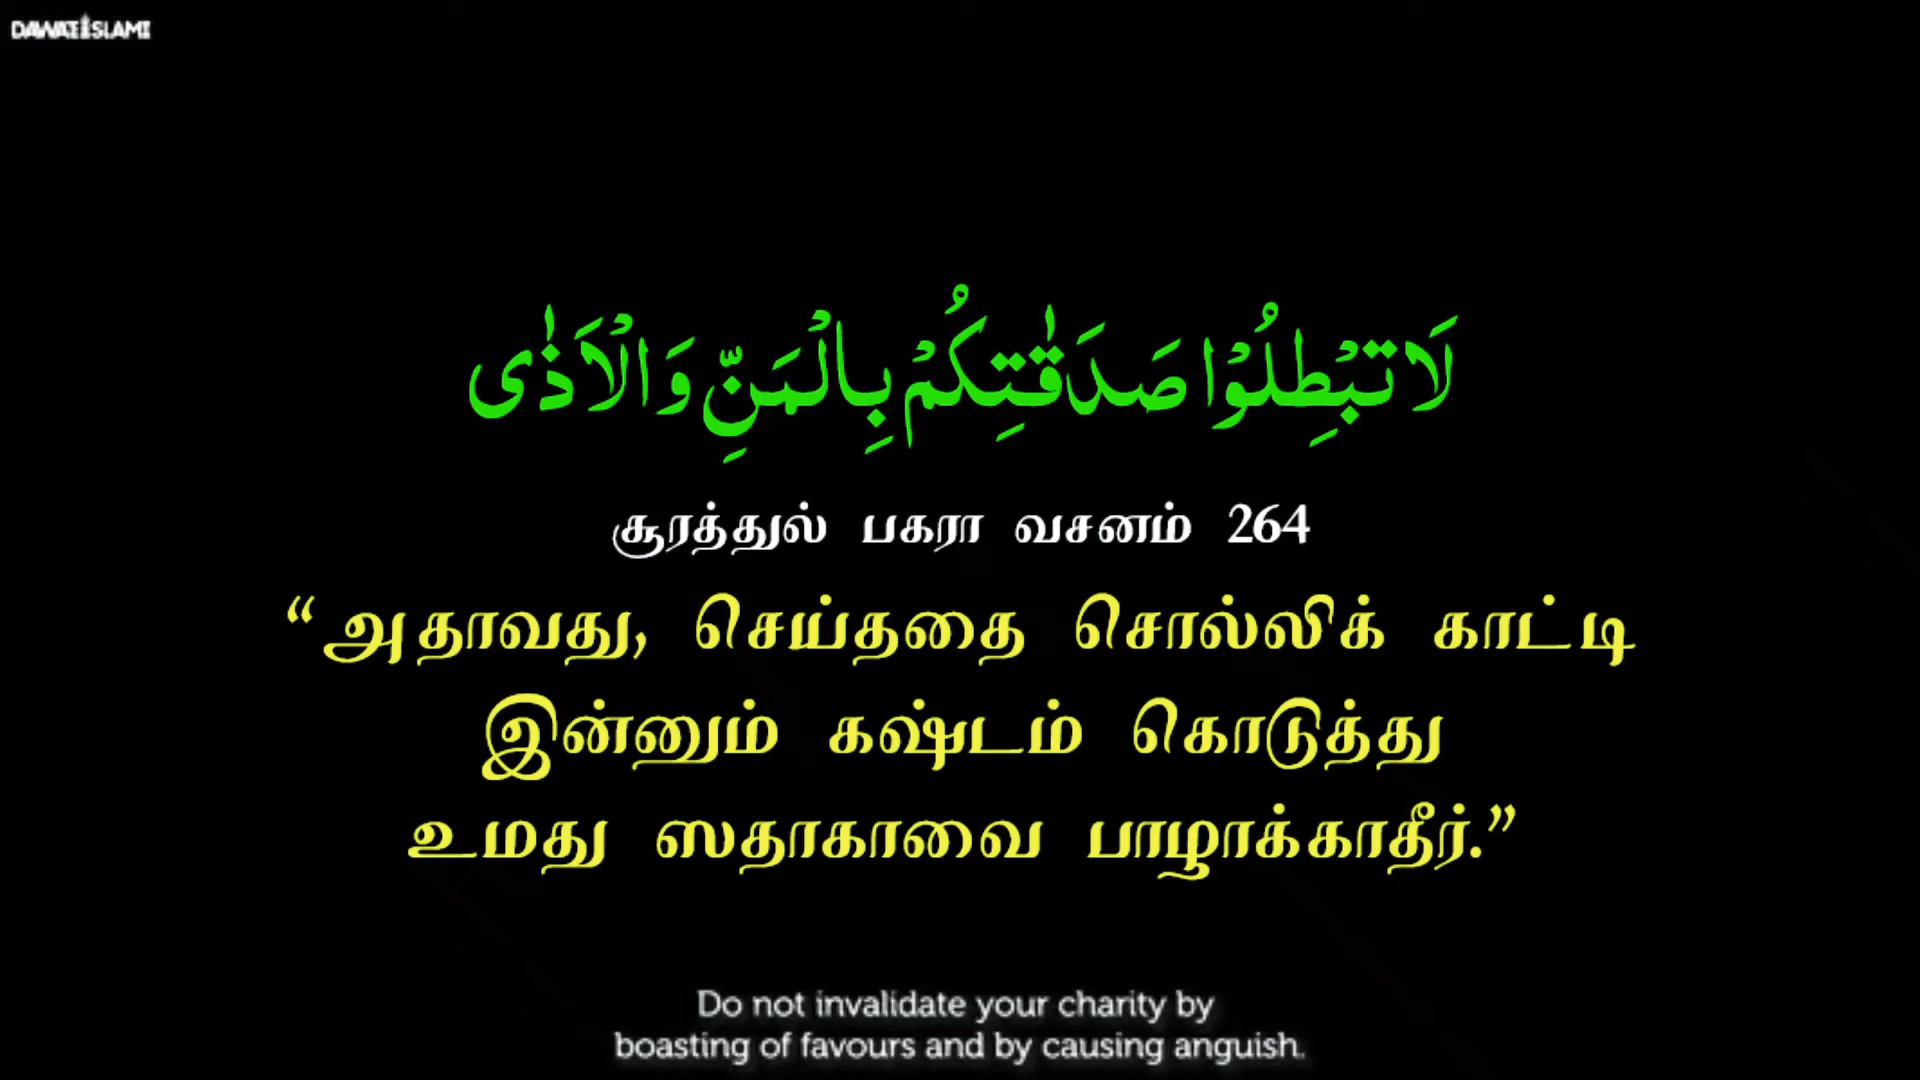 DAWATEISLAMI
لَا تُبْطِلُوْا صَدَقٰتِكُمْ بِالْمَنِّ وَالْاَذٰى
சூரத்துல் பகரா வசனம் 264
“அதாவது, செய்ததை சொல்லிக் காட்டி
இன்னும் கஷ்டம் கொடுத்து
உமது ஸதாகாவை பாழாக்காதீர்.”
Do not invalidate your charity by
boasting of favours and by causing anguish.